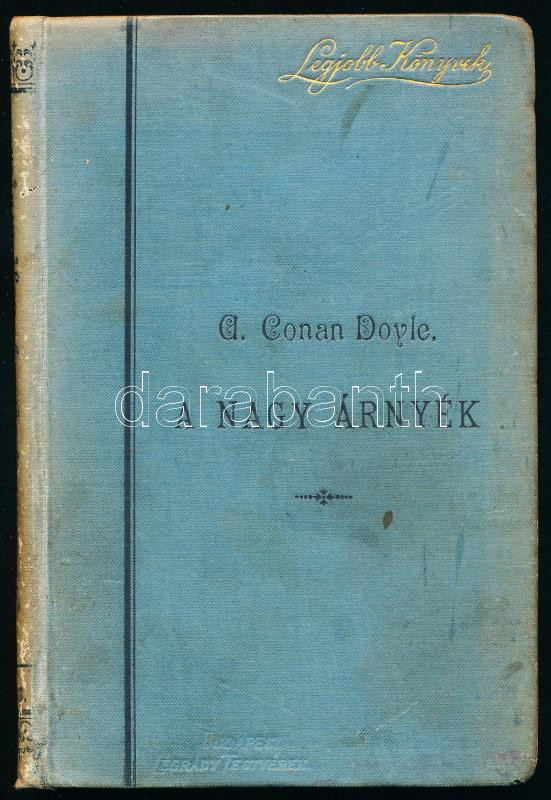 Legjobb Könyvek
A. Conan Doyle.
darabanth
A NAGY ÁRNYÉK
BUDAPEST
LÉGRÁDY TESTVÉREK